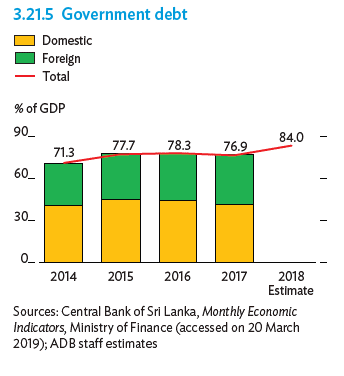 3.21.5 Government debt
Domestic
Foreign
Total
% of GDP
90
60
30
0
71.3
77.7
78.3
76.9
84.0
2014
2015
2016
2017
2018
Estimate
Sources: Central Bank of Sri Lanka, Monthly Economic
Indicators, Ministry of Finance (accessed on 20 March
2019); ADB staff estimates